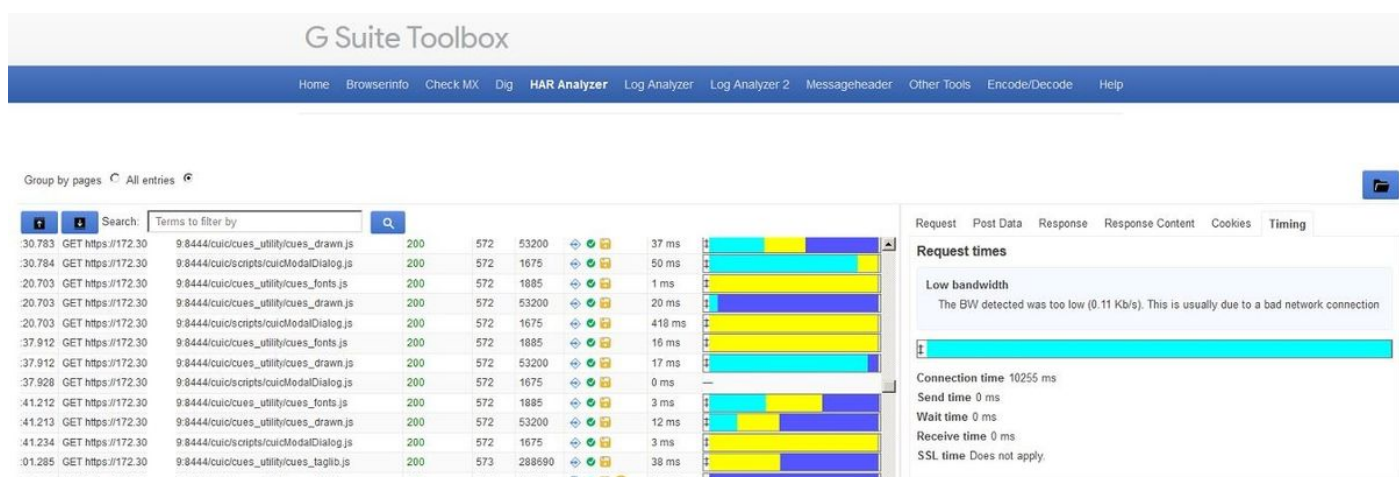 G Suite Toolbox
Home Browserinfo Check MX Dig HAR Analyzer Log Analyzer Log Analyzer 2 Messageheader Other Tools Encode/Decode Help
Group by pages All entries
Search: Terms to filter by
:30.783 GET https://172.30 9:8444/cuic/cues_utility/cues_drawn.js 200 572 53200 37 ms
:30.784 GET https://172.30 9:8444/cuic/scripts/cuicModalDialog.js 200 572 1675 50 ms
:20.703 GET https://172.30 9:8444/cuic/cues_utility/cues_fonts.js 200 572 1885 1 ms
:20.703 GET https://172.30 9:8444/cuic/cues_utility/cues_drawn.js 200 572 53200 20 ms
:20.703 GET https://172.30 9:8444/cuic/scripts/cuicModalDialog.js 200 572 1675 418 ms
:37.912 GET https://172.30 9:8444/cuic/cues_utility/cues_fonts.js 200 572 1885 16 ms
:37.912 GET https://172.30 9:8444/cuic/cues_utility/cues_drawn.js 200 572 53200 17 ms
:37.928 GET https://172.30 9:8444/cuic/scripts/cuicModalDialog.js 200 572 1675 0 ms
:41.212 GET https://172.30 9:8444/cuic/cues_utility/cues_fonts.js 200 572 1885 3 ms
:41.213 GET https://172.30 9:8444/cuic/cues_utility/cues_drawn.js 200 572 53200 12 ms
:41.234 GET https://172.30 9:8444/cuic/scripts/cuicModalDialog.js 200 572 1675 3 ms
:01.285 GET https://172.30 9:8444/cuic/cues_utility/cues_taglib.js 200 573 288690 38 ms
Request Post Data Response Response Content Cookies Timing
Request times
Low bandwidth
The BW detected was too low (0.11 Kb/s). This is usually due to a bad network connection
Connection time 10255 ms
Send time 0 ms
Wait time 0 ms
Receive time 0 ms
SSL time Does not apply.